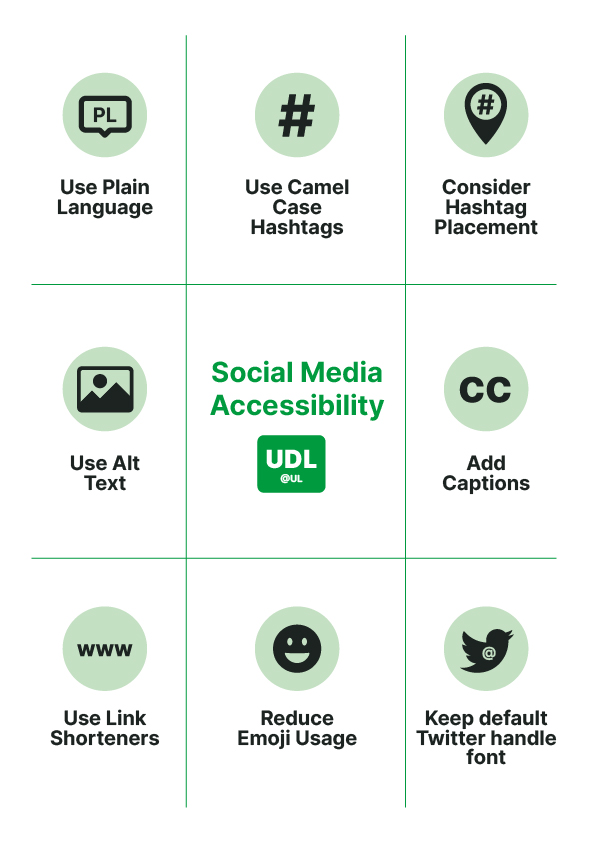 PL
Use Plain
Language
#
Use Camel
Case
Hashtags
#
Consider
Hashtag
Placement
Use Alt
Text
Social Media
Accessibility
UDL
@UL
CC
Add
Captions
www
Use Link
Shorteners
Reduce
Emoji Usage
@
Keep default
Twitter handle
font